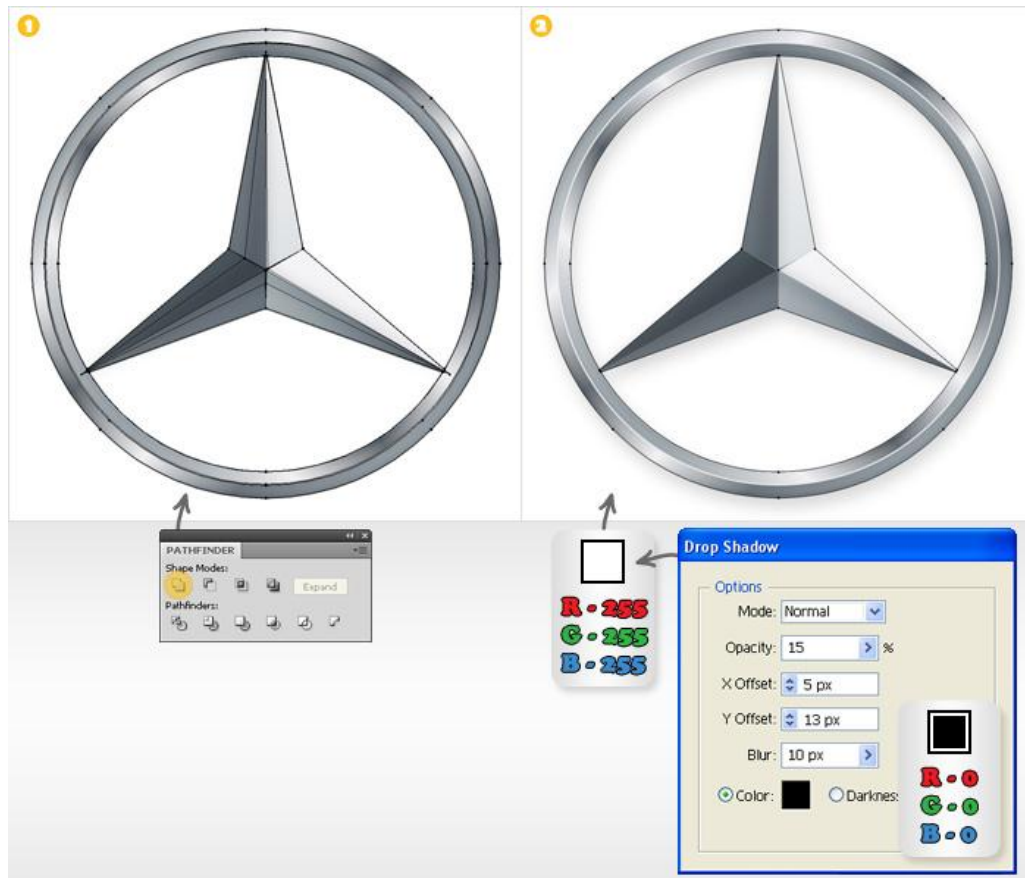 1
2
PATHFINDER
Shape Modes:
Expand
Pathfinders:
R - 255
G - 255
B - 255
Drop Shadow
Options
Mode: Normal
Opacity: 15 %
X Offset: 5 px
Y Offset: 13 px
Blur: 10 px
Color: Darknes
R - 0
G - 0
B - 0